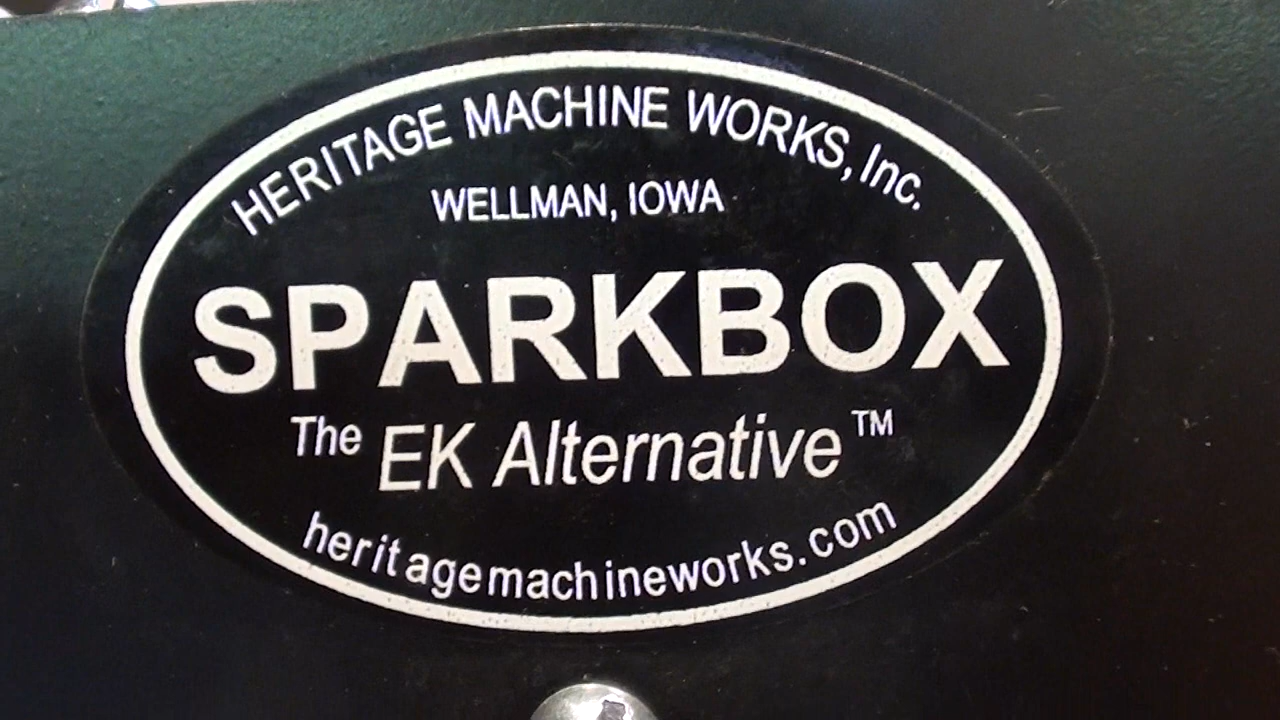 HERITAGE MACHINE WORKS, Inc.
WELLMAN, IOWA
SPARKBOX
The EK Alternative™
heritagemachineworks.com